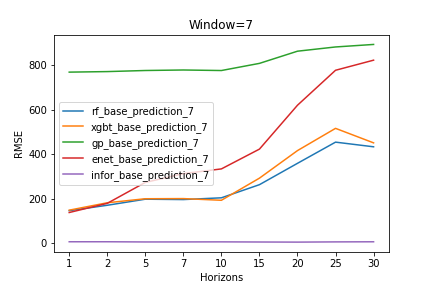 Window=7
RMSE
800
600
400
200
0
rf_base_prediction_7
xgbt_base_prediction_7
gp_base_prediction_7
enet_base_prediction_7
infor_base_prediction_7
1 2 5 7 10 15 20 25 30
Horizons